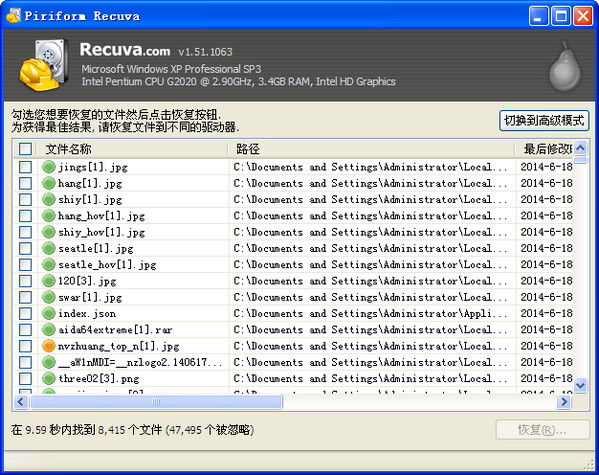 Piriform Recuva
Recuva.com v1.51.1063
Microsoft Windows XP Professional SP3
Intel Pentium CPU G2020 @ 2.90GHz, 3.4GB RAM, Intel HD Graphics
勾选您想要恢复的文件然后点击恢复按钮.
为获得最佳结果, 请恢复文件到不同的驱动器.
切换到高级模式
文件名称 路径 最后修改
jings[1].jpg C:\Documents and Settings\Administrator\Local... 2014-6-18
hang[1].jpg C:\Documents and Settings\Administrator\Local... 2014-6-18
shiy[1].jpg C:\Documents and Settings\Administrator\Local... 2014-6-18
hang_hov[1].jpg C:\Documents and Settings\Administrator\Local... 2014-6-18
shiy_hov[1].jpg C:\Documents and Settings\Administrator\Local... 2014-6-18
seatle[1].jpg C:\Documents and Settings\Administrator\Local... 2014-6-18
seatle_hov[1].jpg C:\Documents and Settings\Administrator\Local... 2014-6-18
120[3].jpg C:\Documents and Settings\Administrator\Local... 2014-6-18
swar[1].jpg C:\Documents and Settings\Administrator\Local... 2014-6-18
index.json C:\Documents and Settings\Administrator\Appli... 2014-6-18
aida64extreme[1].rar C:\Documents and Settings\Administrator\Local... 2014-6-18
nvzhuang_top_n[1].jpg C:\Documents and Settings\Administrator\Local... 2014-6-18
__aW1nMDI=__nzlogo2.140617... C:\Documents and Settings\Administrator\Local... 2014-6-18
three02[3].png C:\Documents and Settings\Administrator\Local... 2014-6-18
在 9.59 秒内找到 8,415 个文件 (47,495 个被忽略)
恢复(R)...